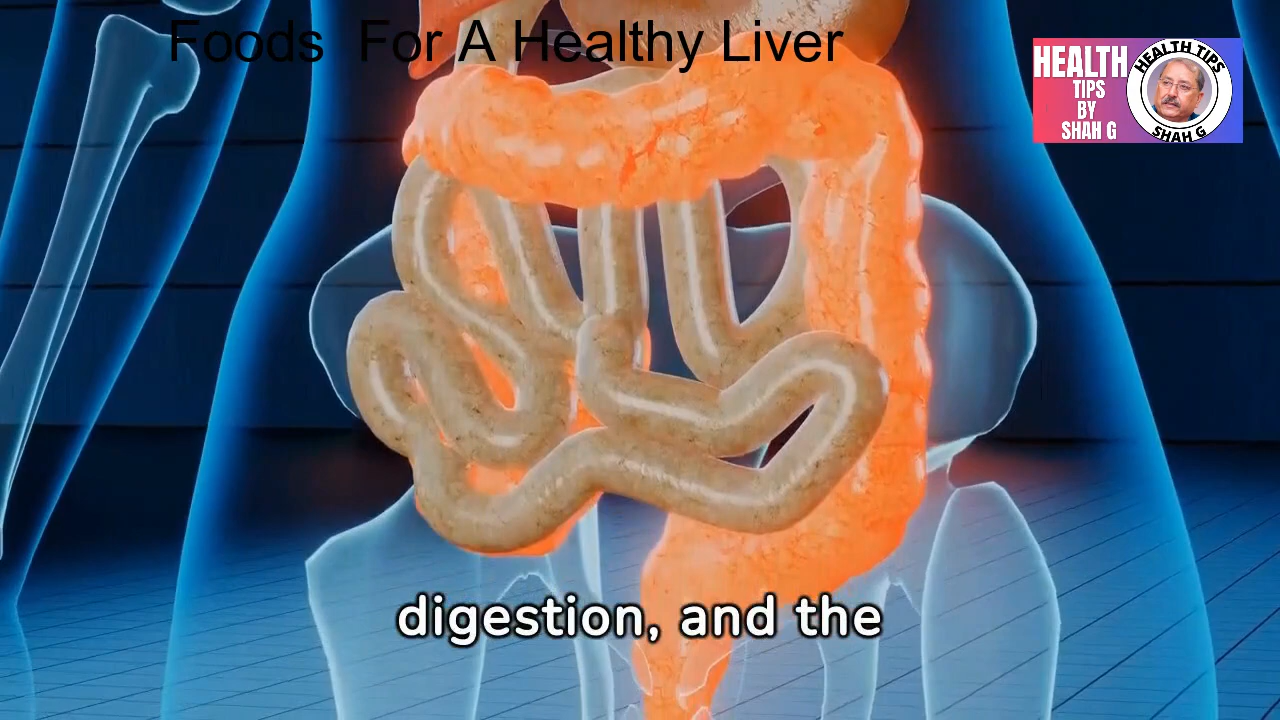 Foods  For A Healthy Liver
HEALTH
TIPS
BY
SHAH G
HEALTH TIPS
SHAH G
digestion, and the